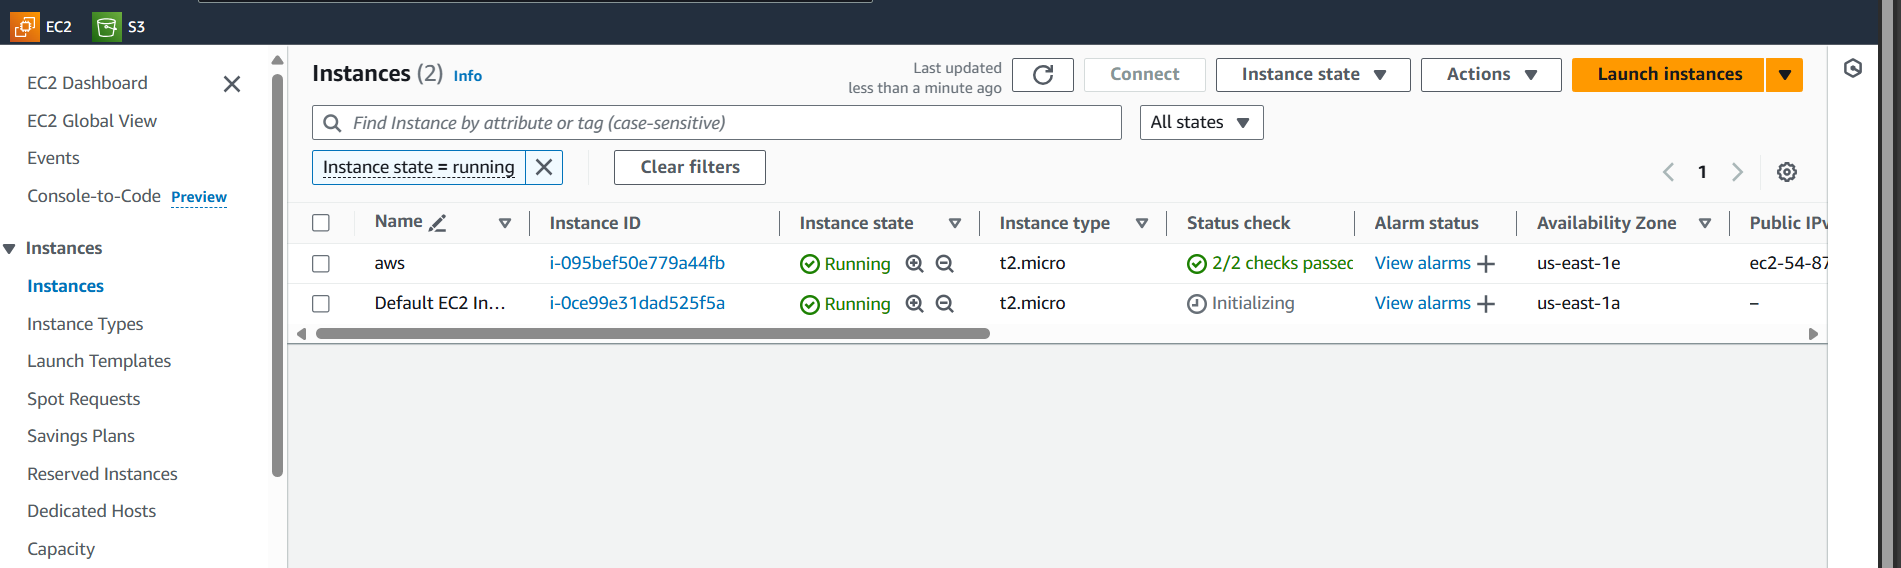 EC2 S3
EC2 Dashboard
EC2 Global View
Events
Console-to-Code Preview
Instances
Instances
Instance Types
Launch Templates
Spot Requests
Savings Plans
Reserved Instances
Dedicated Hosts
Capacity
Instances (2) Info
Last updated
less than a minute ago
Connect Instance state Actions Launch instances
Find Instance by attribute or tag (case-sensitive) All states
Instance state = running Clear filters
1
Name Instance ID Instance state Instance type Status check Alarm status Availability Zone Public IPv
aws i-095bef50e779a44fb Running t2.micro 2/2 checks passec View alarms + us-east-1e ec2-54-87
Default EC2 In... i-0ce99e31dad525f5a Running t2.micro Initializing View alarms + us-east-1a –